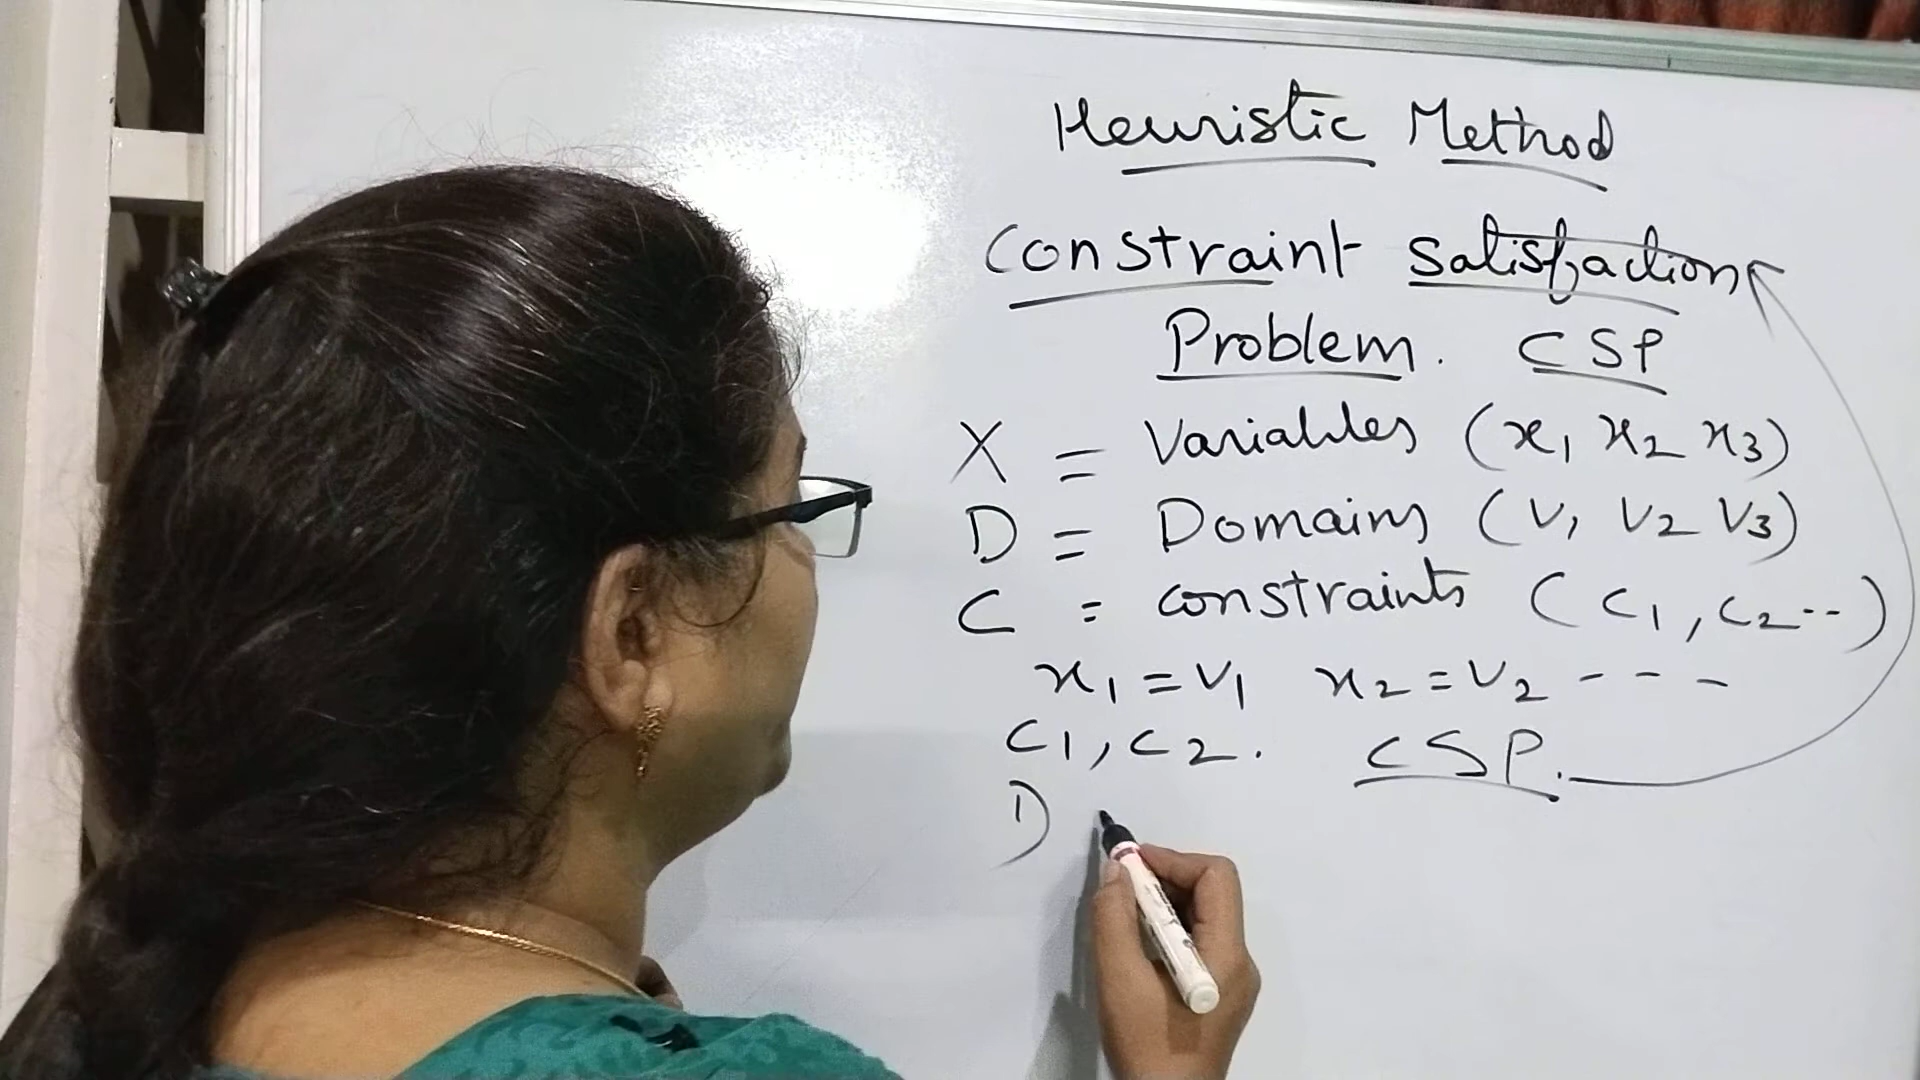 Heuristic Method
Constraint Satisfaction
Problem. CSP
X = Variables (x1 x2 x3)
D = Domains (V1 V2 V3)
C = constraints (C1, C2--)
x1 = V1 x2 = V2 - - -
C1, C2. CSP.
1)